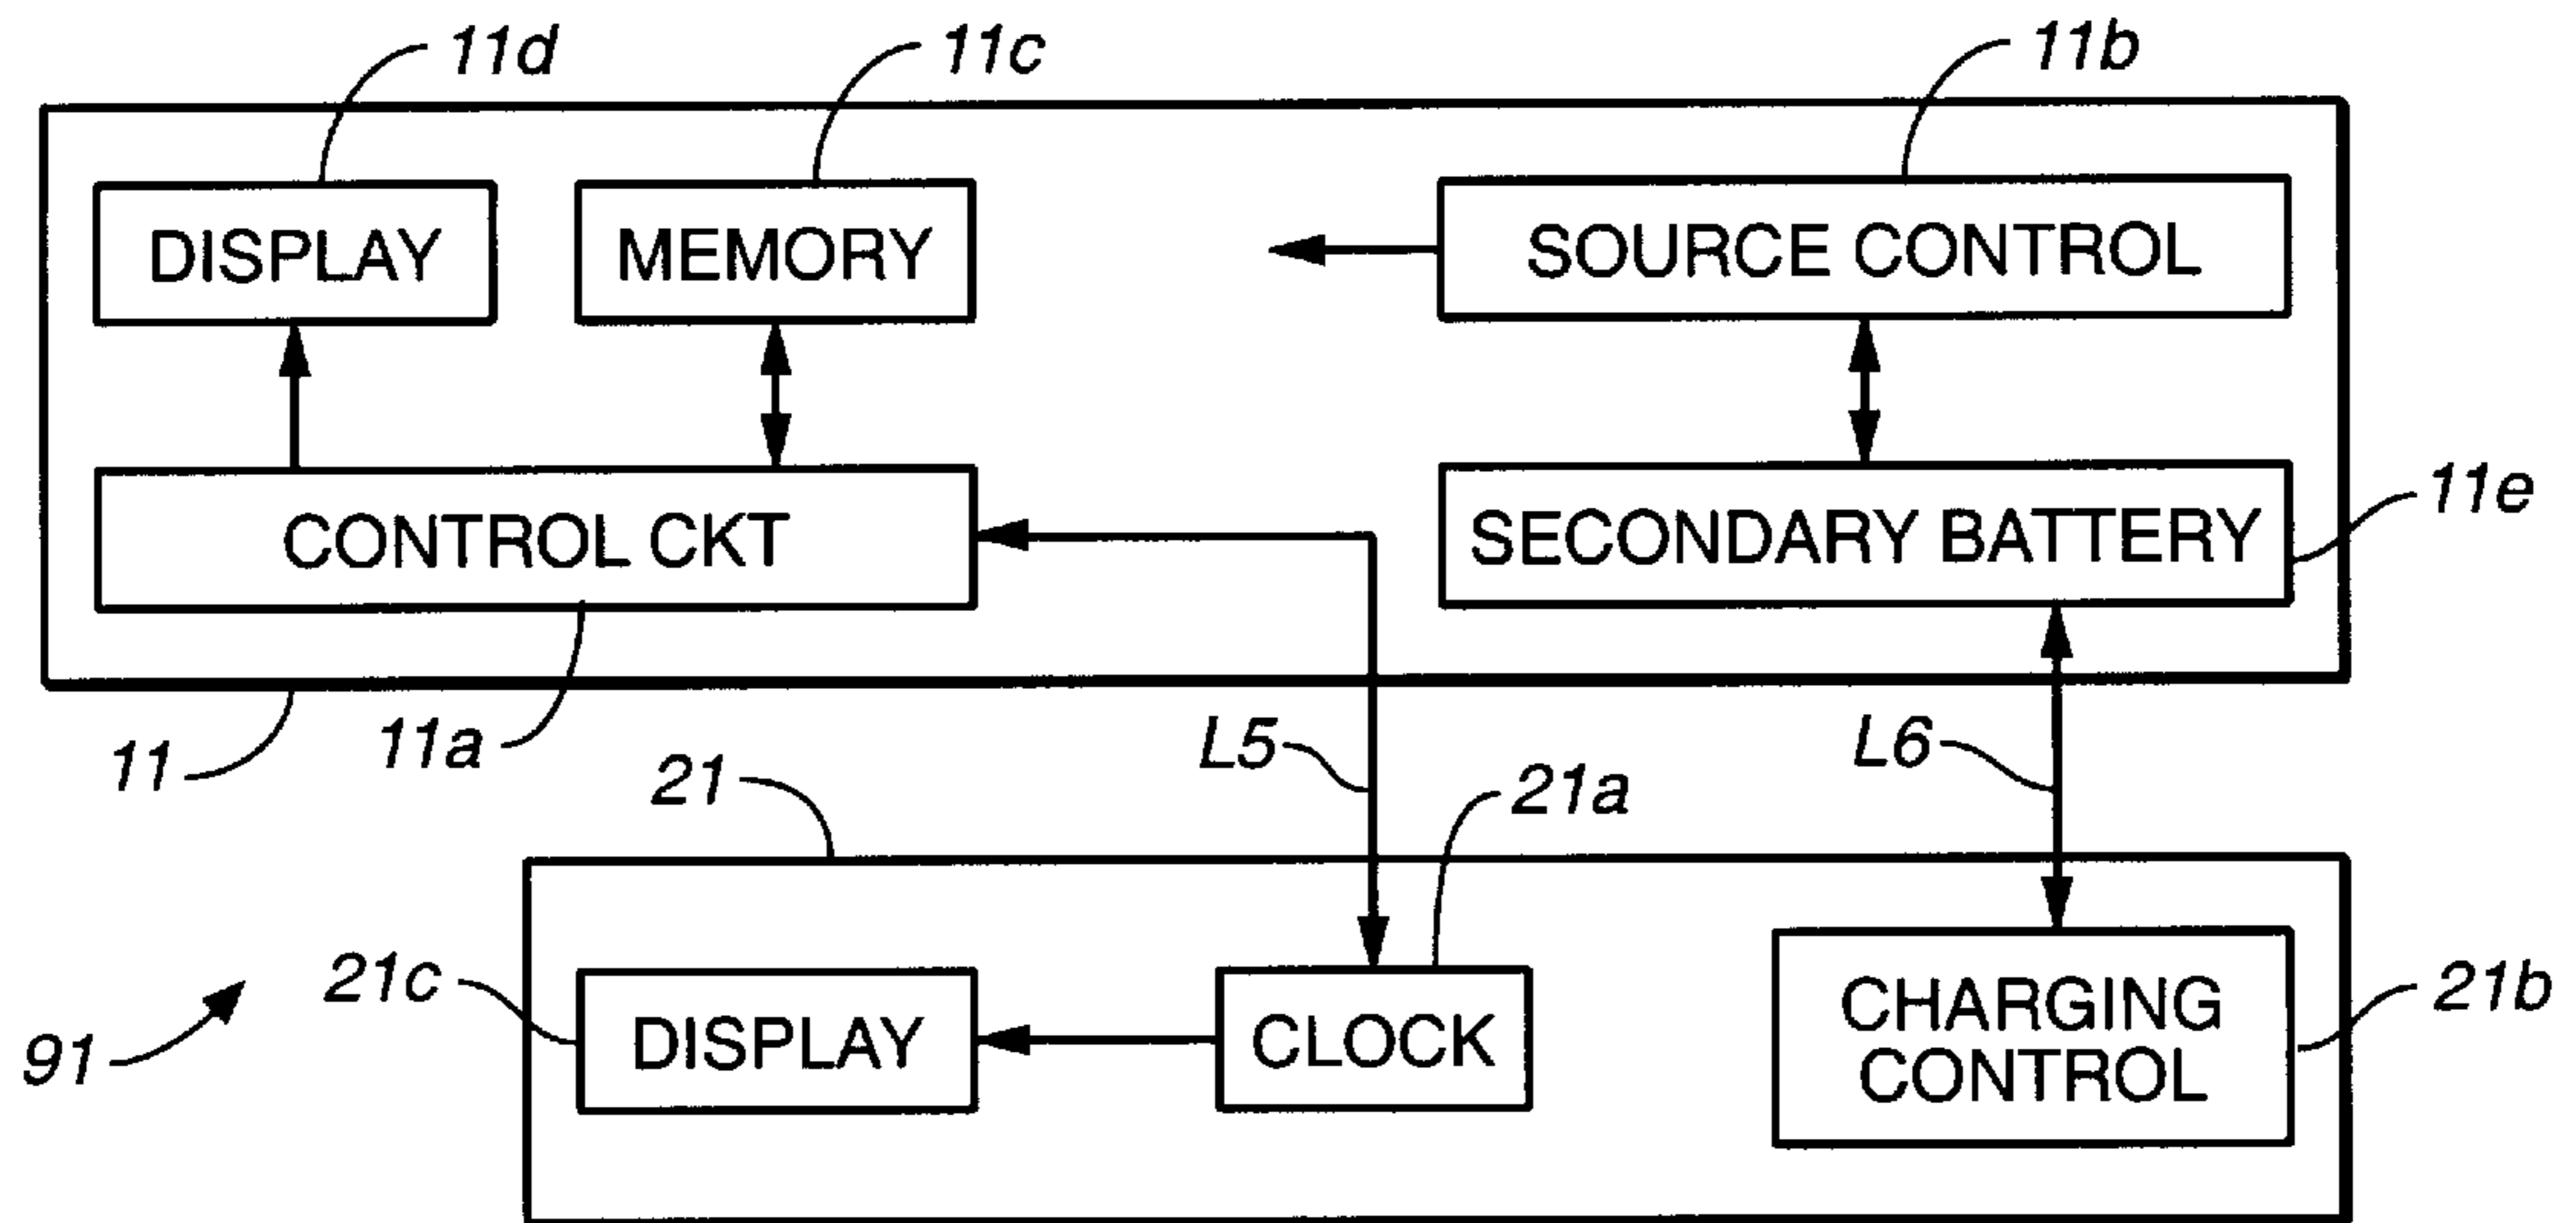 11d
11c
11b
DISPLAY
MEMORY
SOURCE CONTROL
CONTROL CKT
SECONDARY BATTERY
11e
11
11a
L5
L6
21
21a
21c
DISPLAY
CLOCK
CHARGING
CONTROL
21b
91